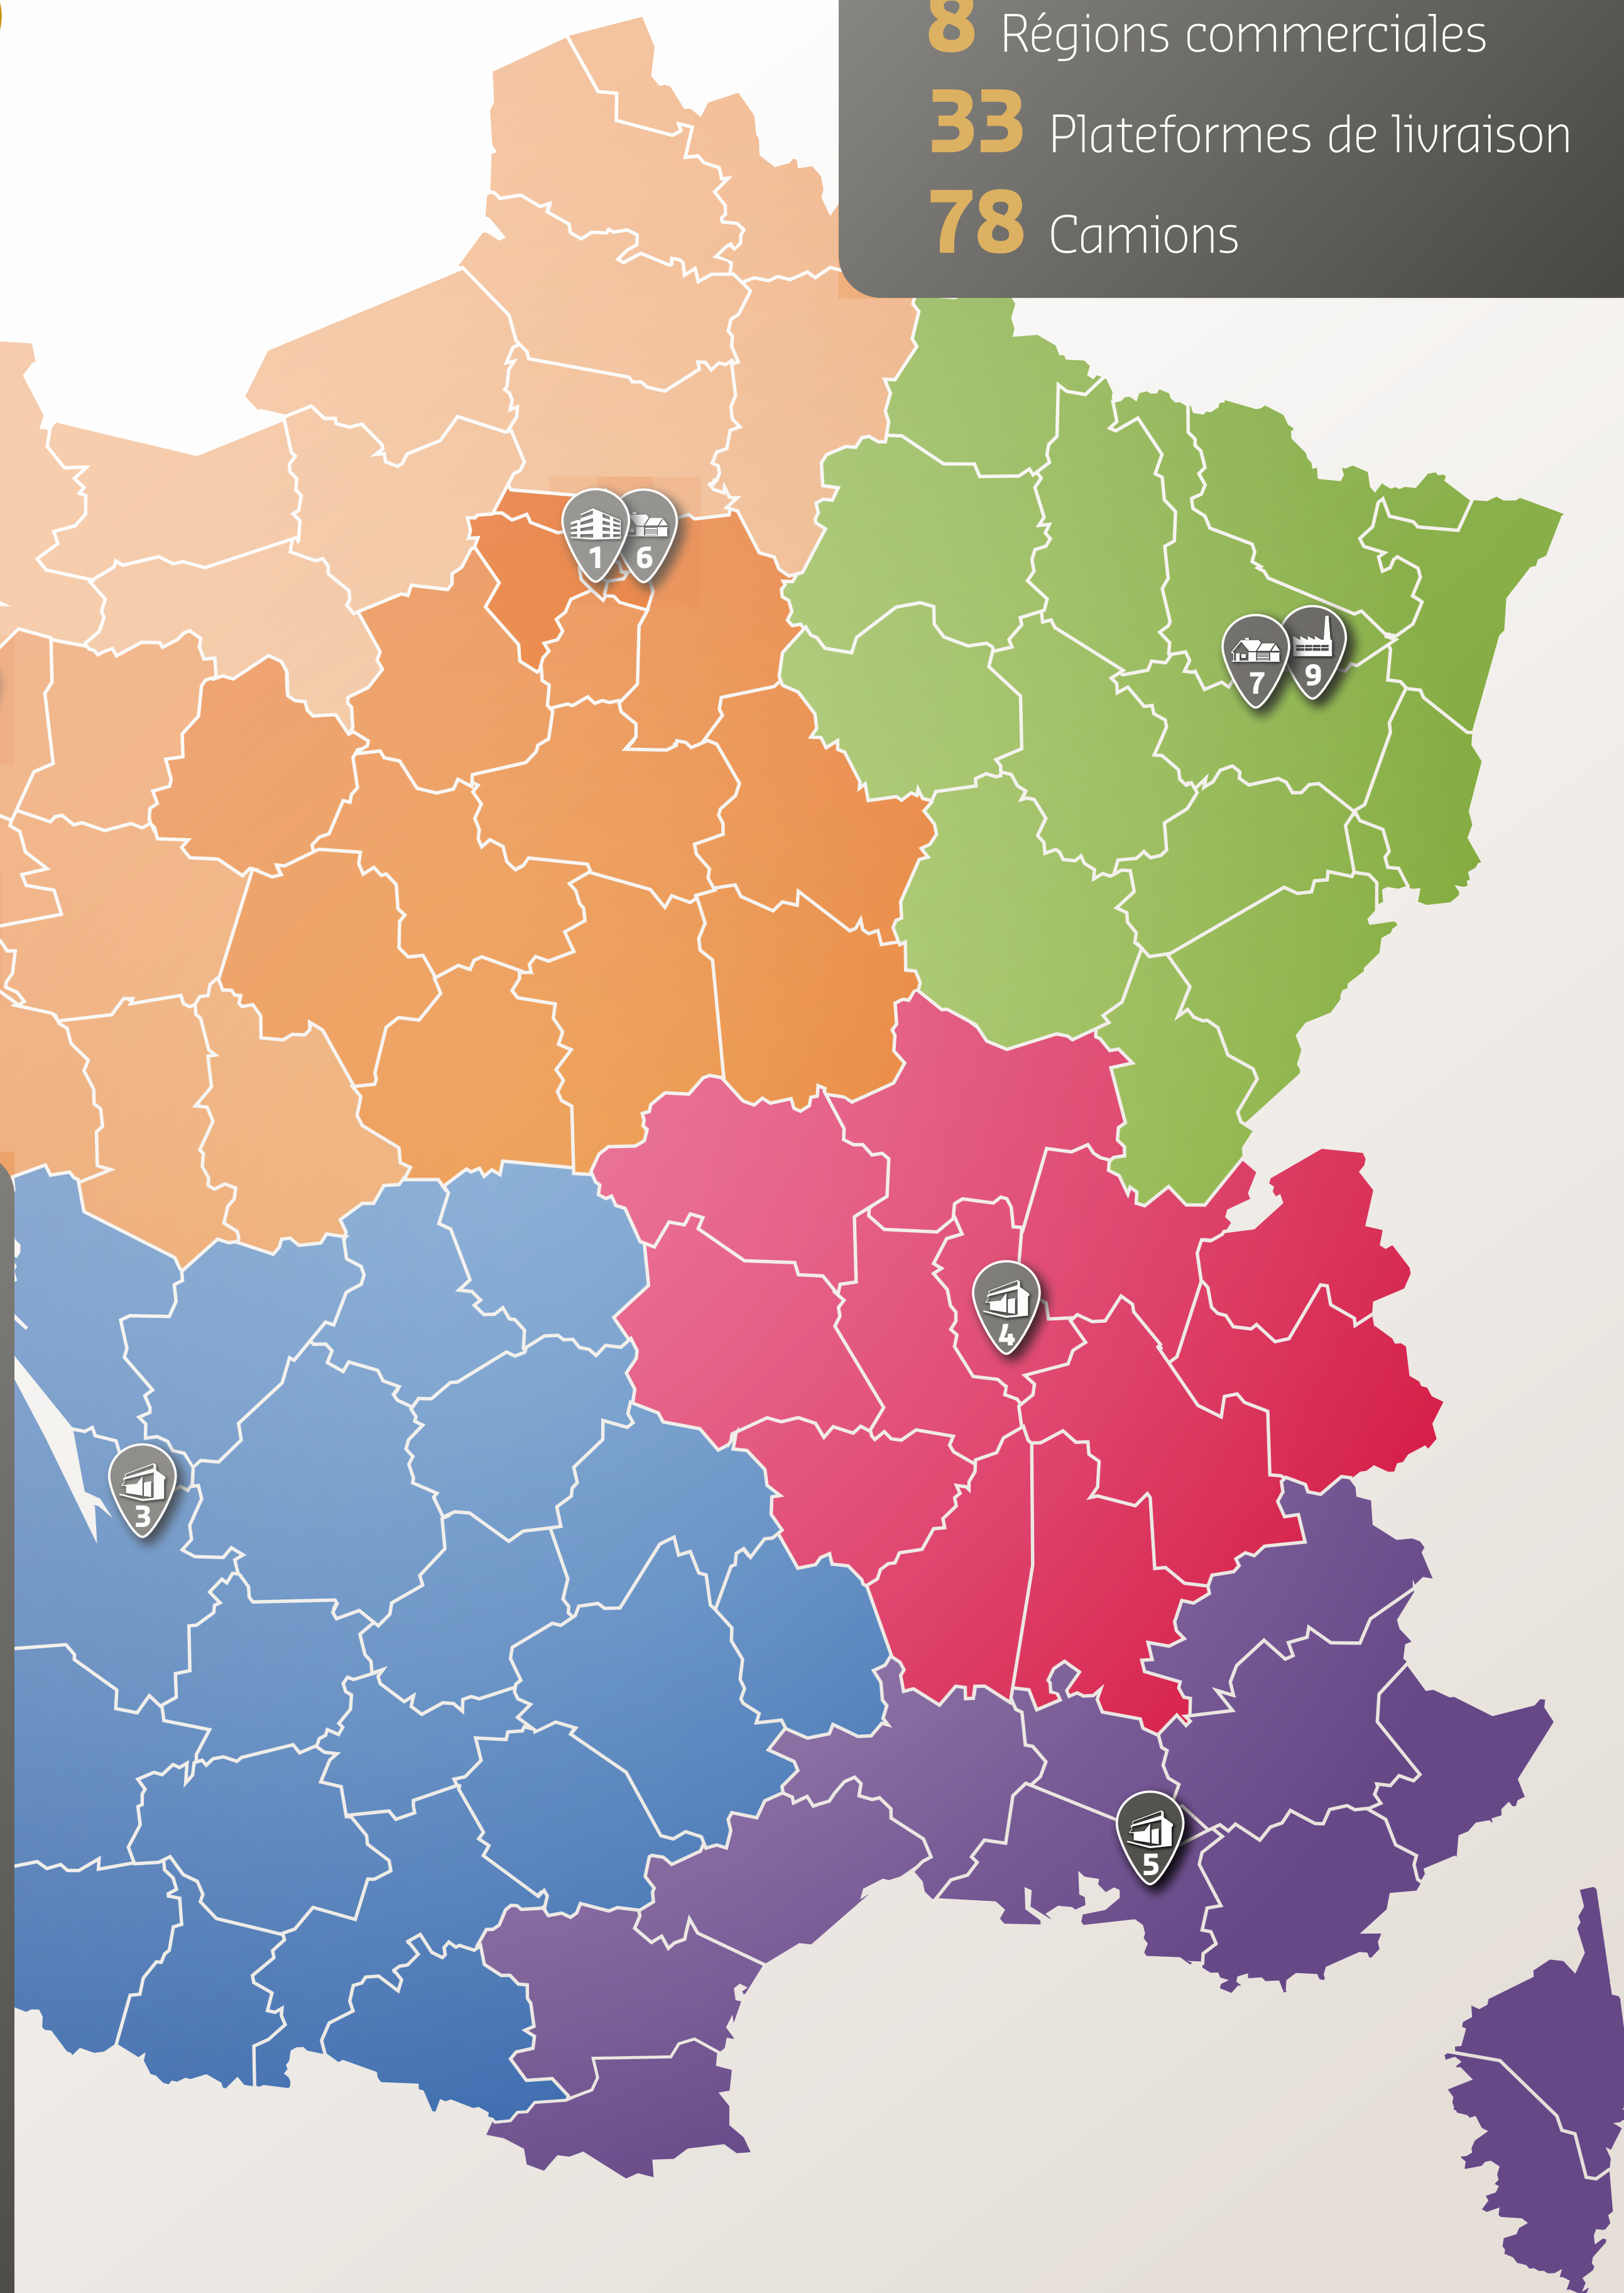 8 Régions commerciales
33 Plateformes de livraison
78 Camions
1 6
7 9
4
3
5